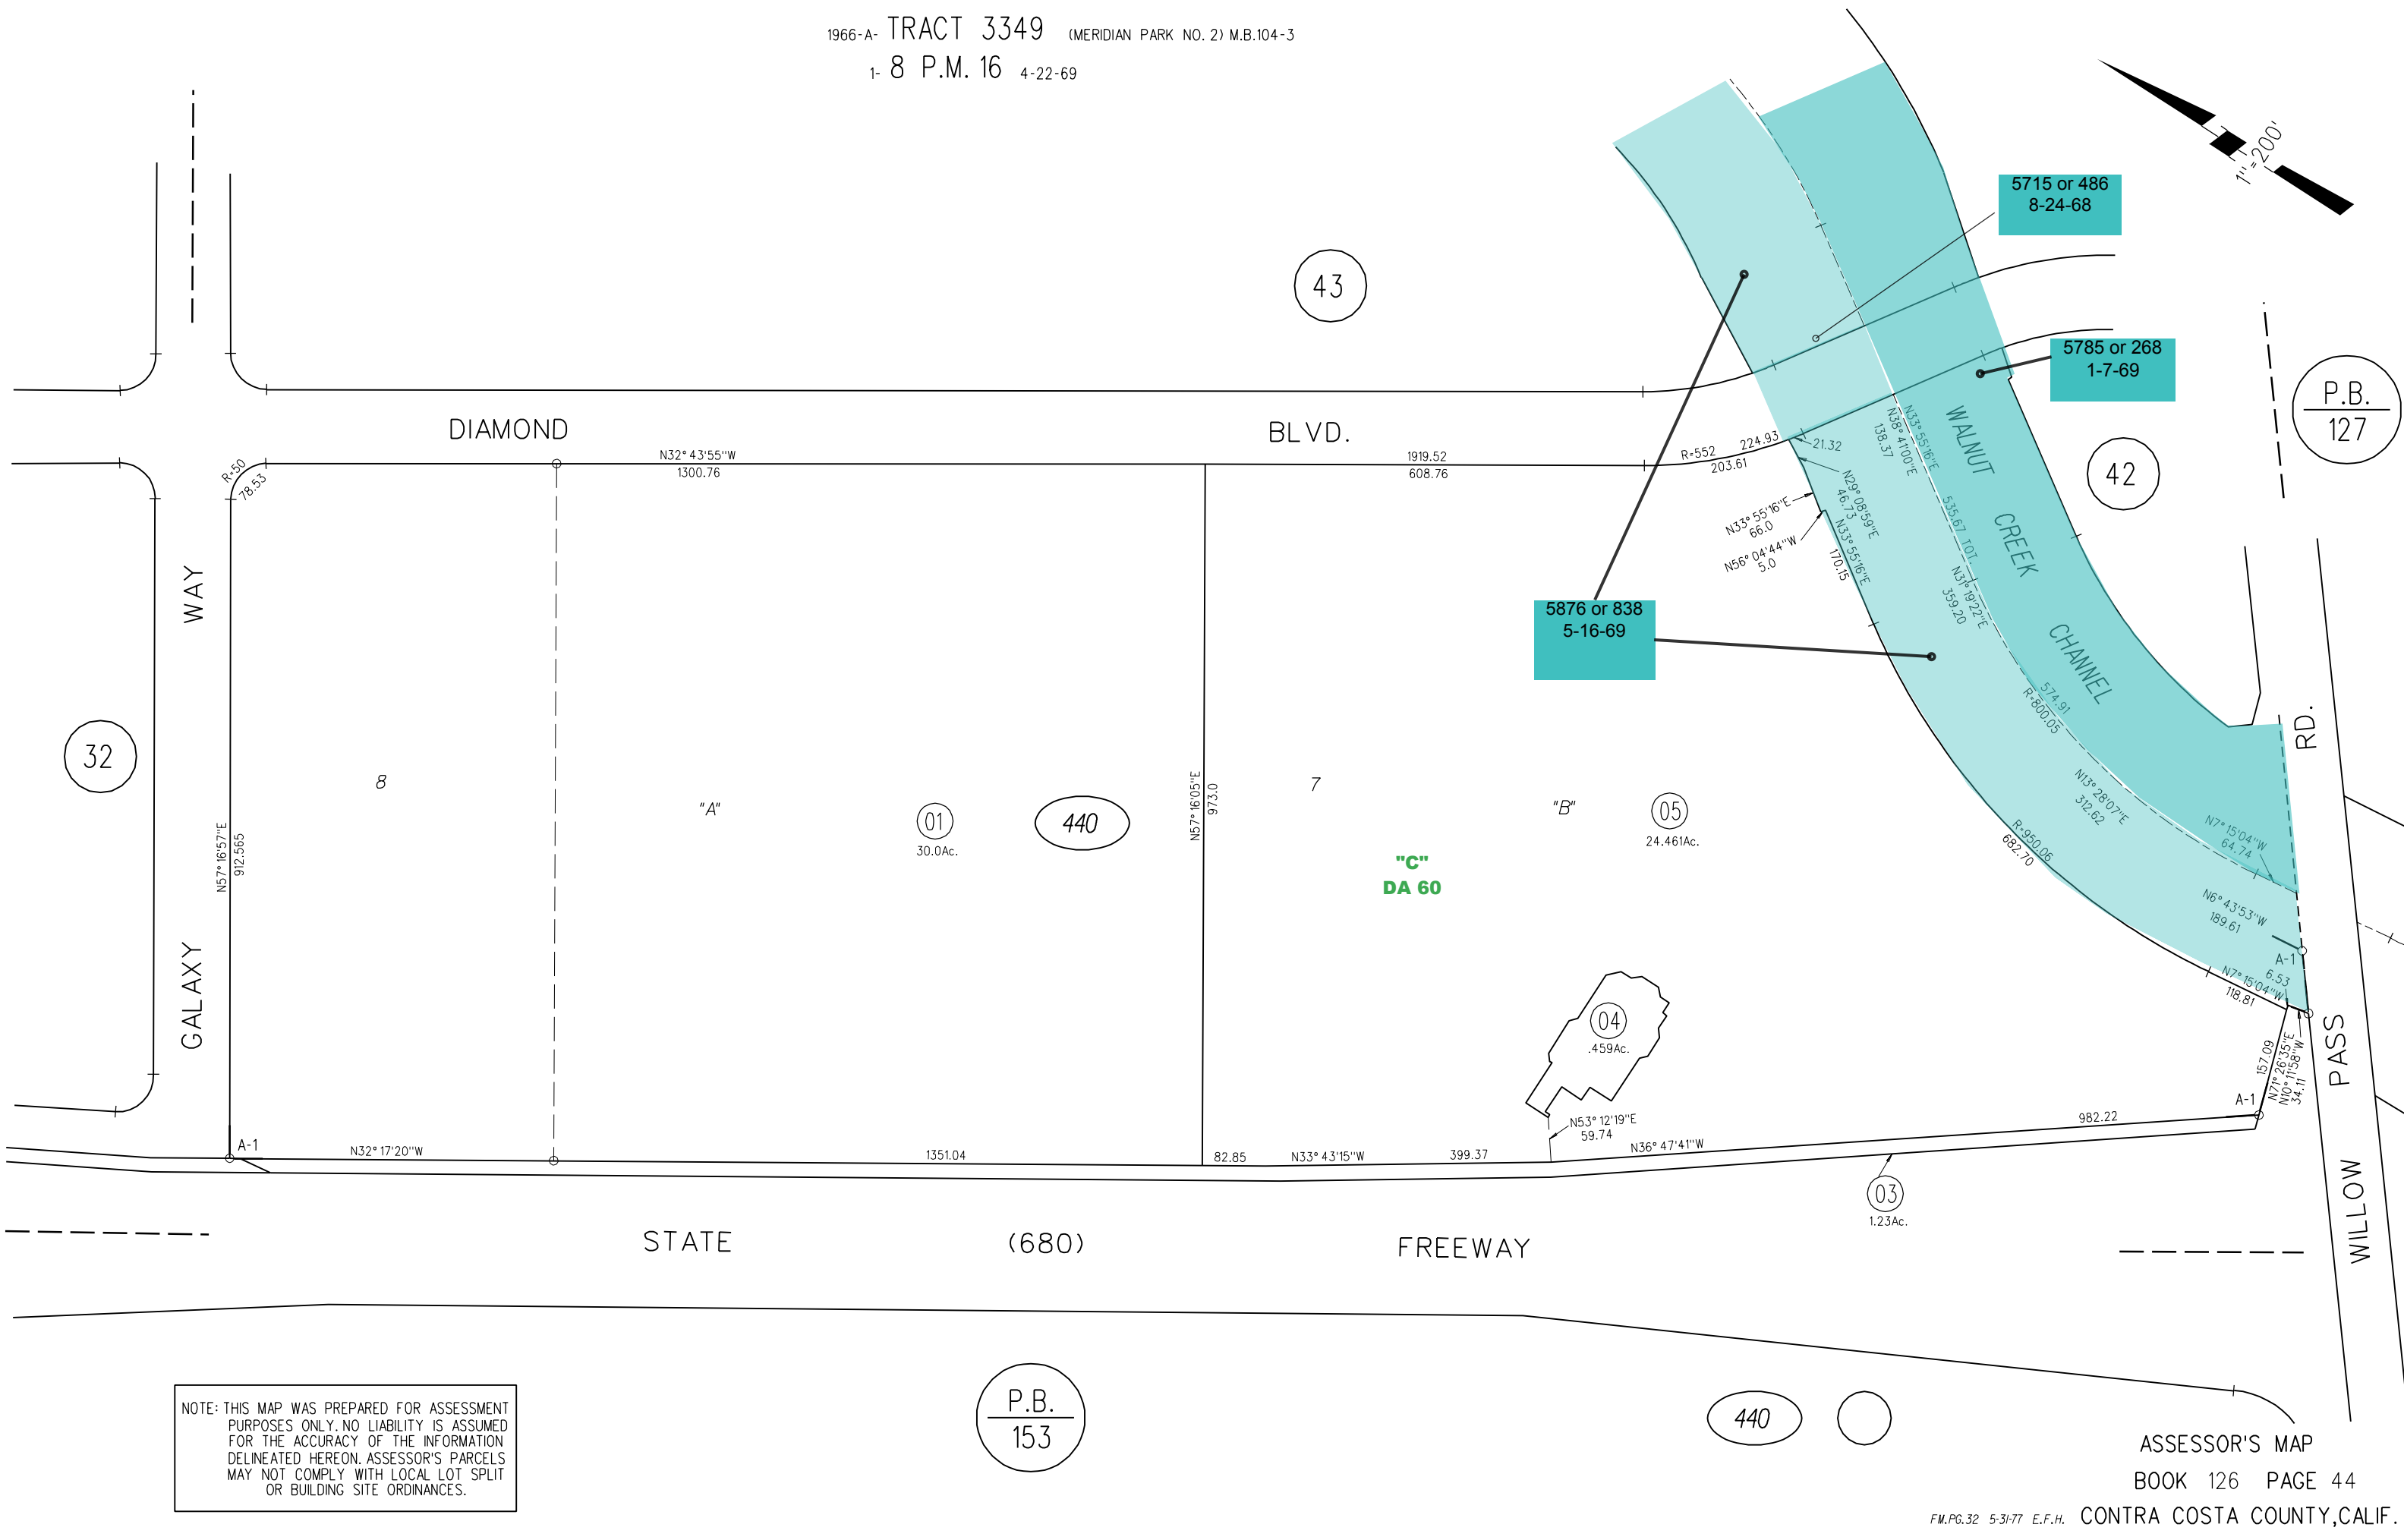 1966-A- TRACT 3349 (MERIDIAN PARK NO. 2) M.B.104-3
1- 8 P.M. 16 4-22-69
1"=200'
5715 or 486
8-24-68
43
5785 or 268
1-7-69
P.B.
127
42
DIAMOND BLVD.
N32°43'55"W
1300.76
1919.52
608.76
R=552 224.93
203.61
21.32
R=50
78.53
N29°08'59"E
46.73
N33°55'16"E
66.0
N56°04'44"W
5.0
N33°55'16"E
170.15
N38°41'00"E
138.37
N33°55'16"E
535.67 TOT.
N31°19'22"E
359.20
WALNUT CREEK CHANNEL
5876 or 838
5-16-69
574.91
R=800.05
N13°28'07"E
312.62
N7°15'04"W
64.74
R=950.06
682.70
N6°43'53"W
189.61
A-1
6.53
N7°15'04"W
118.81
157.09
N71°26'35"E
N10°11'58"W
34.11
A-1
WILLOW PASS RD.
GALAXY WAY
32
8
"A"
01
30.0Ac.
440
N57°16'57"E
912.565
N57°16'05"E
973.0
7
"B"
05
24.461Ac.
"C"
DA 60
04
.459Ac.
N53°12'19"E
59.74
A-1
N32°17'20"W
1351.04
82.85
N33°43'15"W
399.37
N36°47'41"W
982.22
03
1.23Ac.
STATE (680) FREEWAY
NOTE: THIS MAP WAS PREPARED FOR ASSESSMENT
PURPOSES ONLY. NO LIABILITY IS ASSUMED
FOR THE ACCURACY OF THE INFORMATION
DELINEATED HEREON. ASSESSOR'S PARCELS
MAY NOT COMPLY WITH LOCAL LOT SPLIT
OR BUILDING SITE ORDINANCES.
P.B.
153
440
ASSESSOR'S MAP
BOOK 126 PAGE 44
FM.PG.32 5-31-77 E.F.H. CONTRA COSTA COUNTY,CALIF.